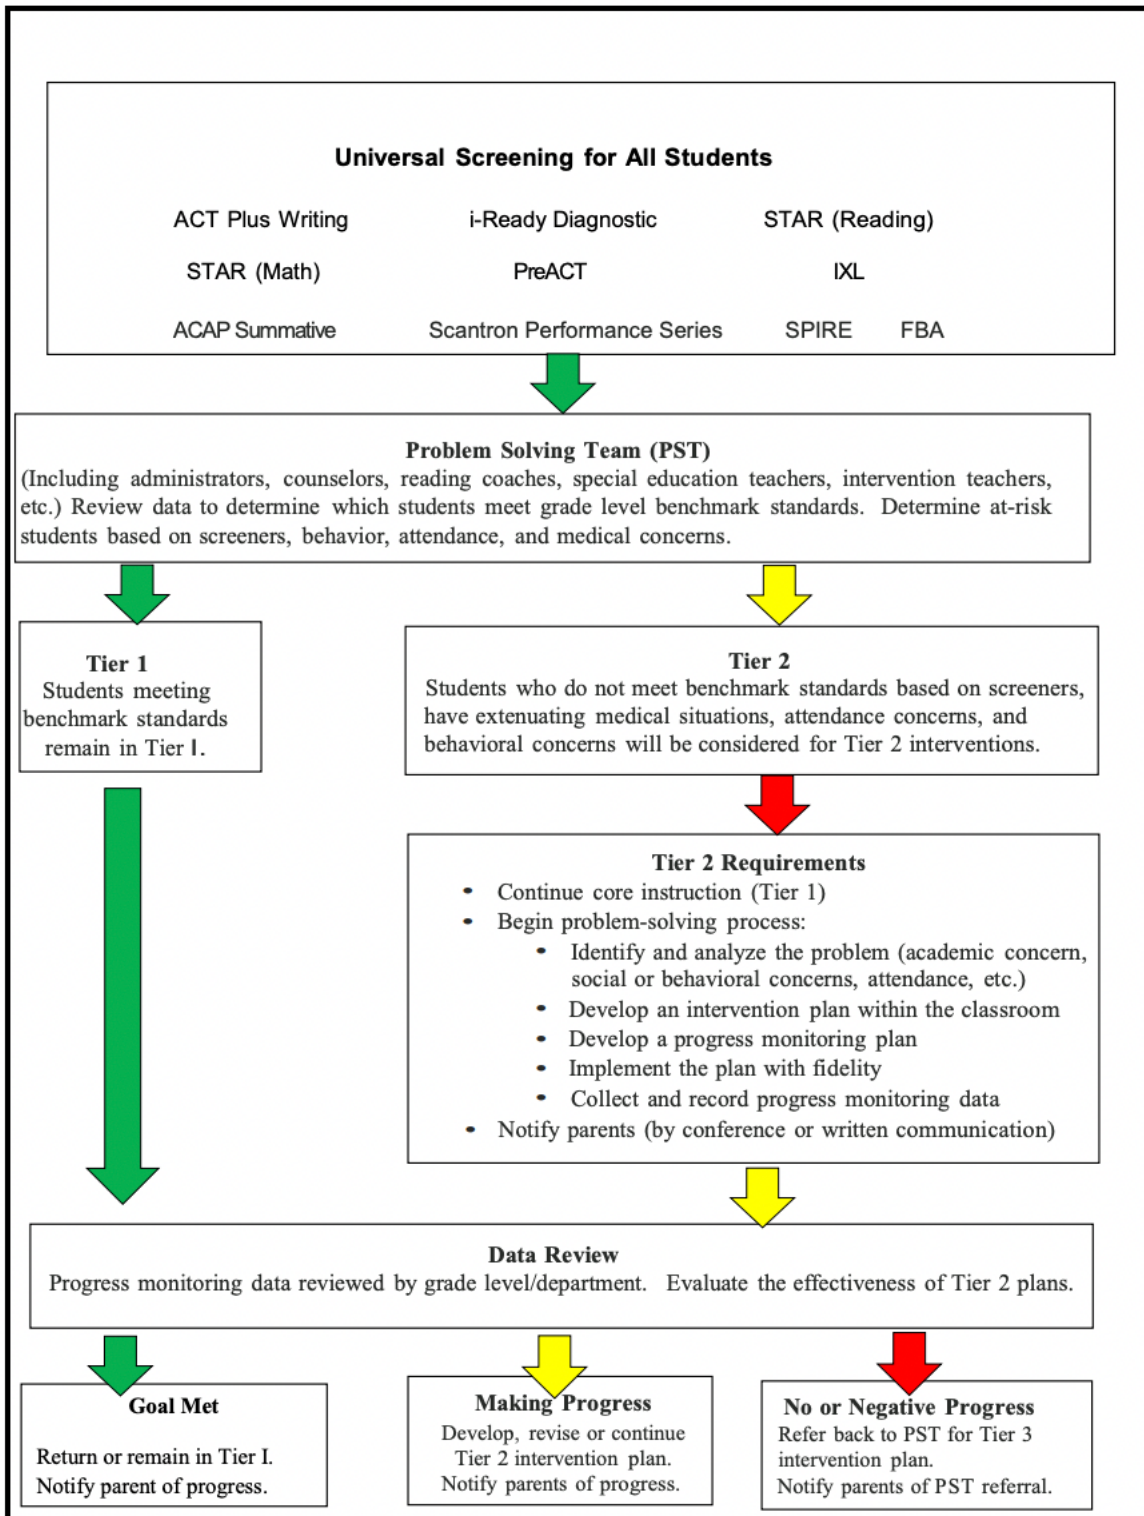 Universal Screening for All Students
ACT Plus Writing i-Ready Diagnostic STAR (Reading)
STAR (Math) PreACT IXL
ACAP Summative Scantron Performance Series SPIRE FBA
Problem Solving Team (PST)
(Including administrators, counselors, reading coaches, special education teachers, intervention teachers,
etc.) Review data to determine which students meet grade level benchmark standards. Determine at-risk
students based on screeners, behavior, attendance, and medical concerns.
Tier 1
Students meeting
benchmark standards
remain in Tier I.
Tier 2
Students who do not meet benchmark standards based on screeners,
have extenuating medical situations, attendance concerns, and
behavioral concerns will be considered for Tier 2 interventions.
Tier 2 Requirements
• Continue core instruction (Tier 1)
• Begin problem-solving process:
• Identify and analyze the problem (academic concern,
social or behavioral concerns, attendance, etc.)
• Develop an intervention plan within the classroom
• Develop a progress monitoring plan
• Implement the plan with fidelity
• Collect and record progress monitoring data
• Notify parents (by conference or written communication)
Data Review
Progress monitoring data reviewed by grade level/department. Evaluate the effectiveness of Tier 2 plans.
Goal Met
Return or remain in Tier I.
Notify parent of progress.
Making Progress
Develop, revise or continue
Tier 2 intervention plan.
Notify parents of progress.
No or Negative Progress
Refer back to PST for Tier 3
intervention plan.
Notify parents of PST referral.